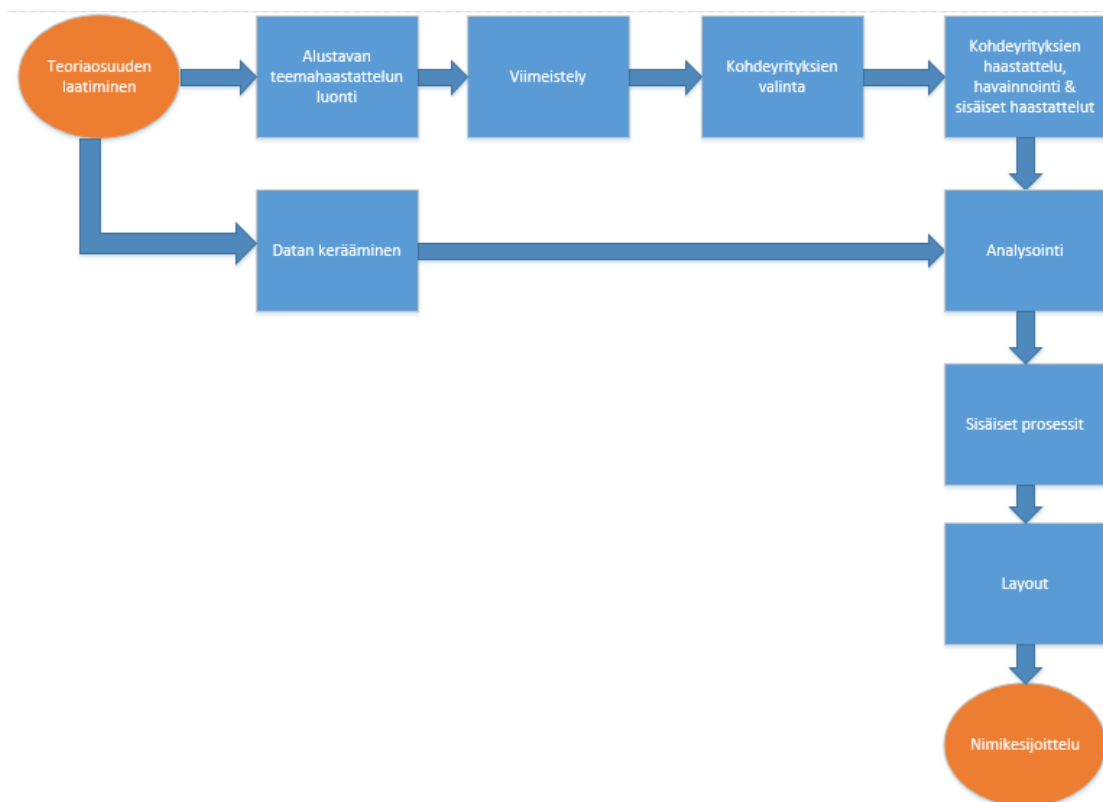 Teoriaosuuden
laatiminen
Alustavan
teemahaastattelun
luonti
Viimeistely
Kohdeyrityksien
valinta
Kohdeyrityksien
haastattelu,
havainnointi &
sisäiset haastattelut
Datan kerääminen
Analysointi
Sisäiset prosessit
Layout
Nimikesijoittelu